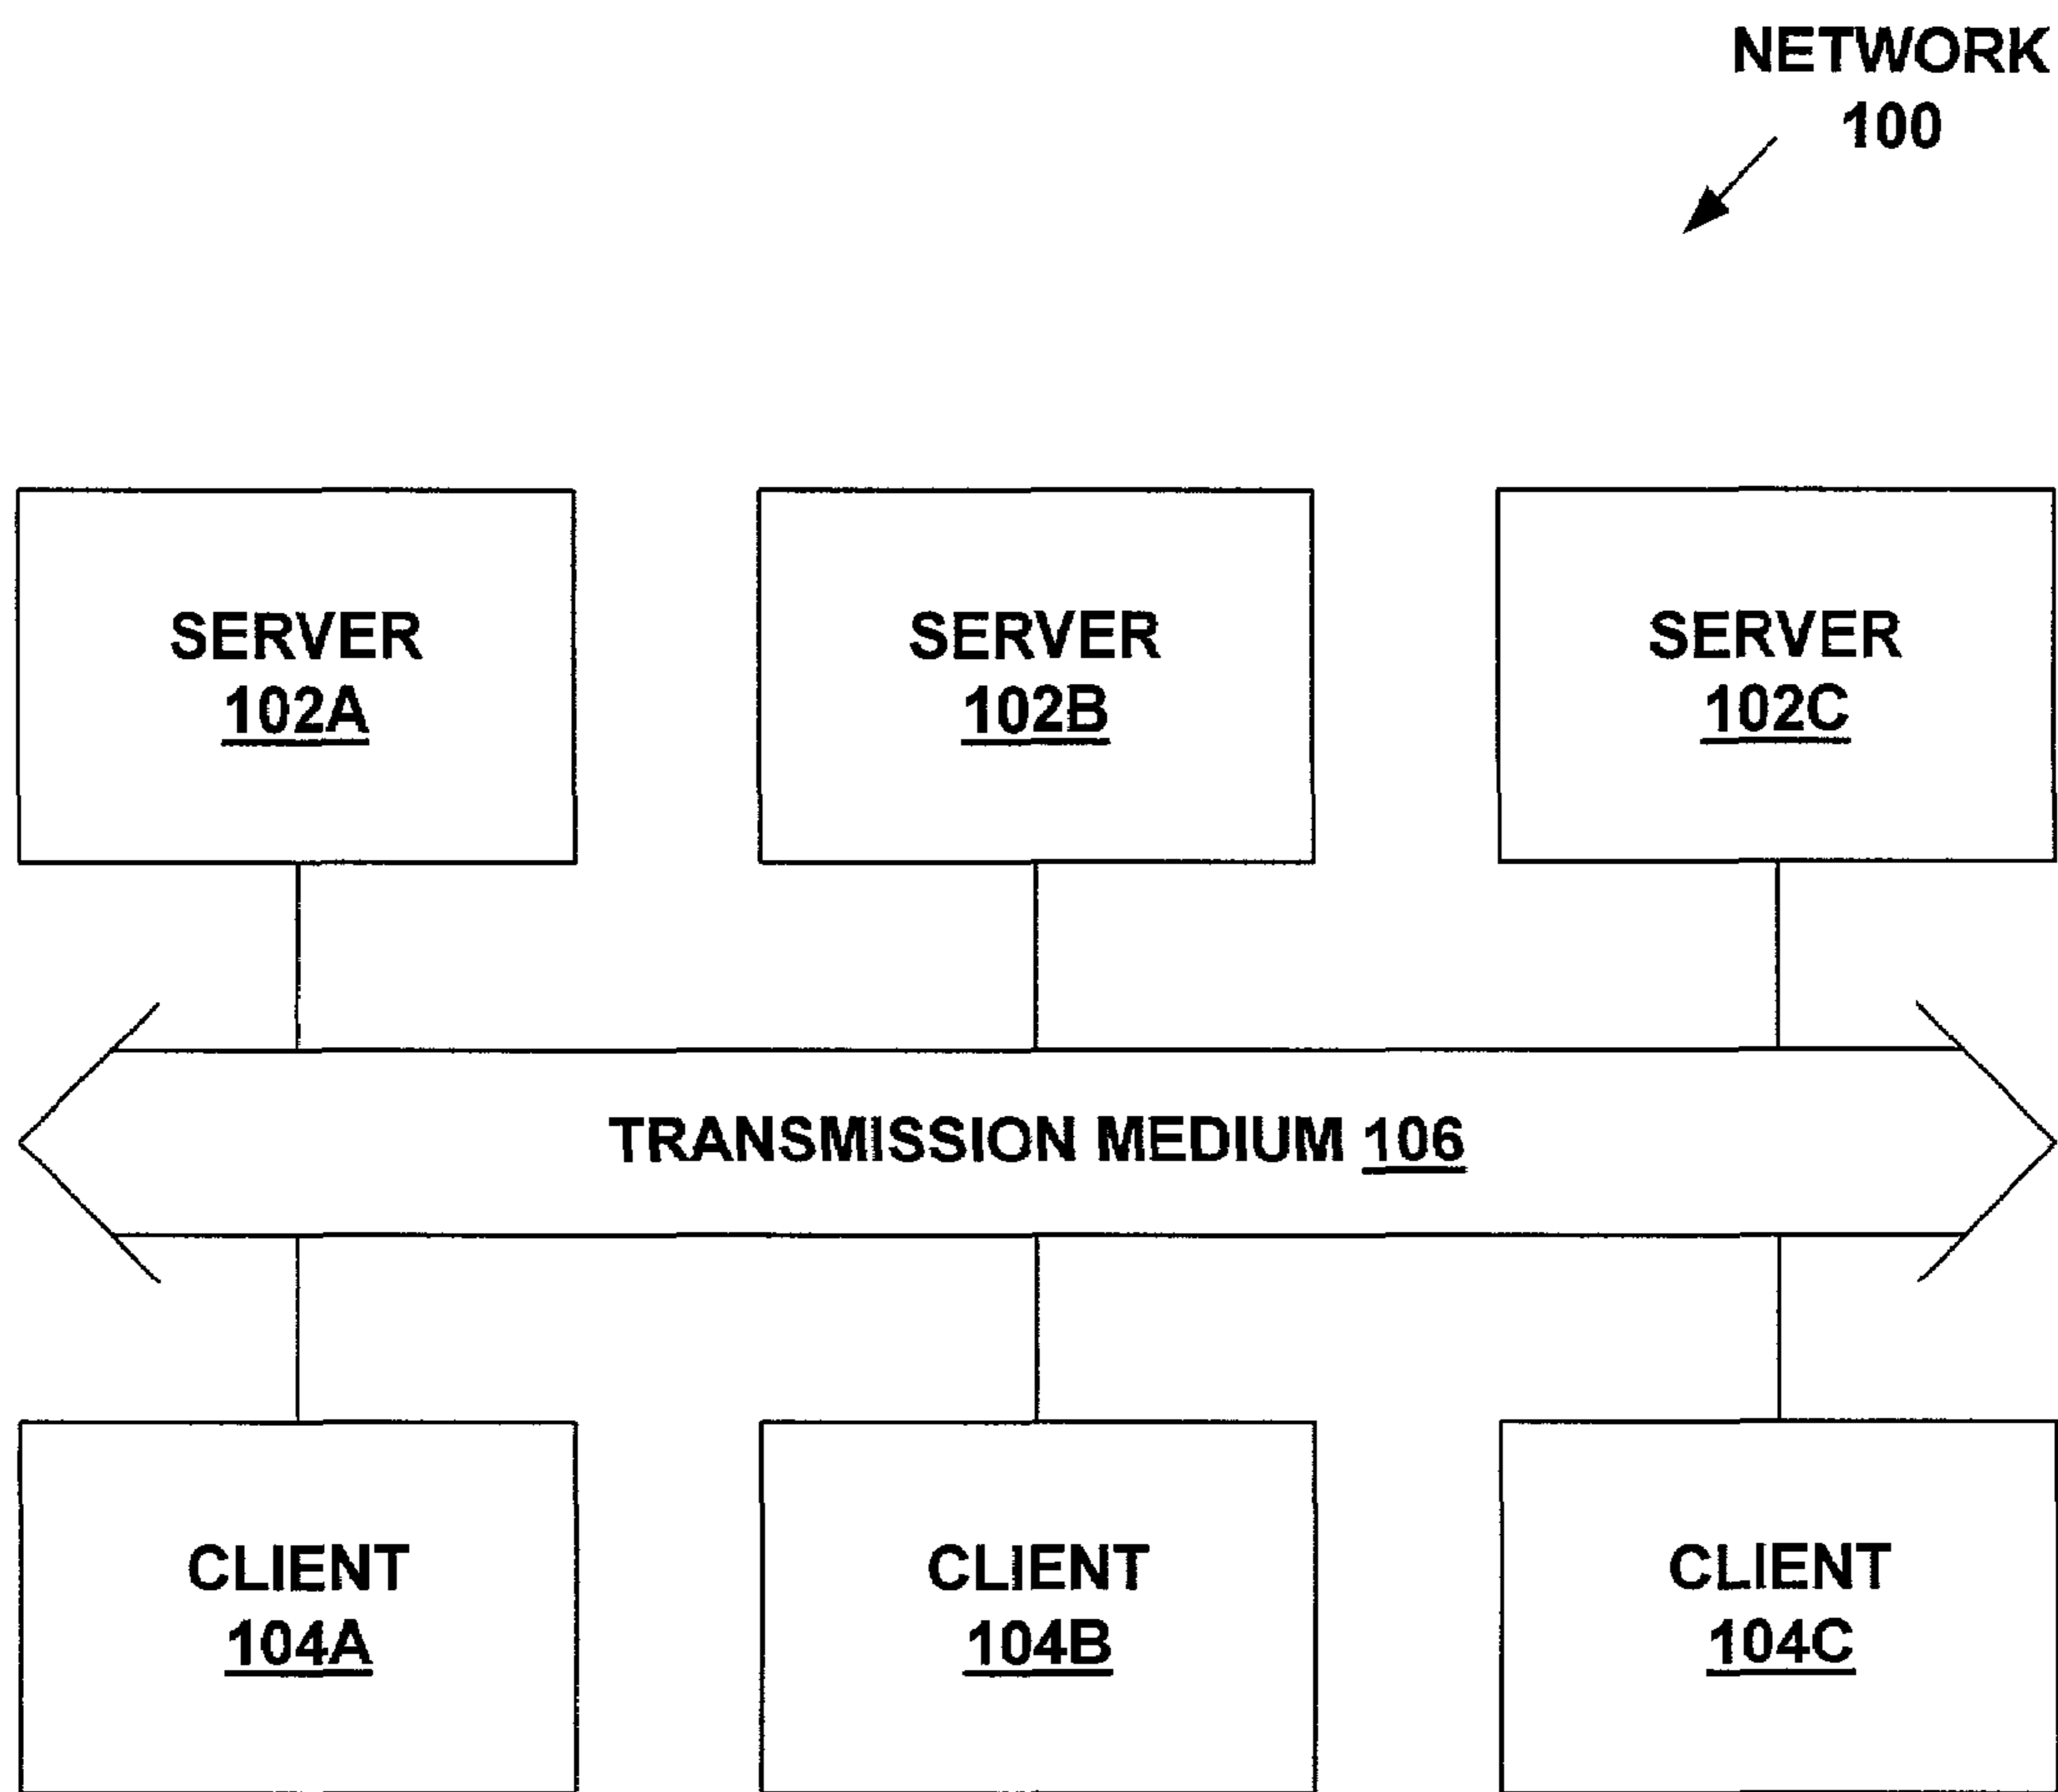 NETWORK
100
SERVER
102A
SERVER
102B
SERVER
102C
TRANSMISSION MEDIUM 106
CLIENT
104A
CLIENT
104B
CLIENT
104C